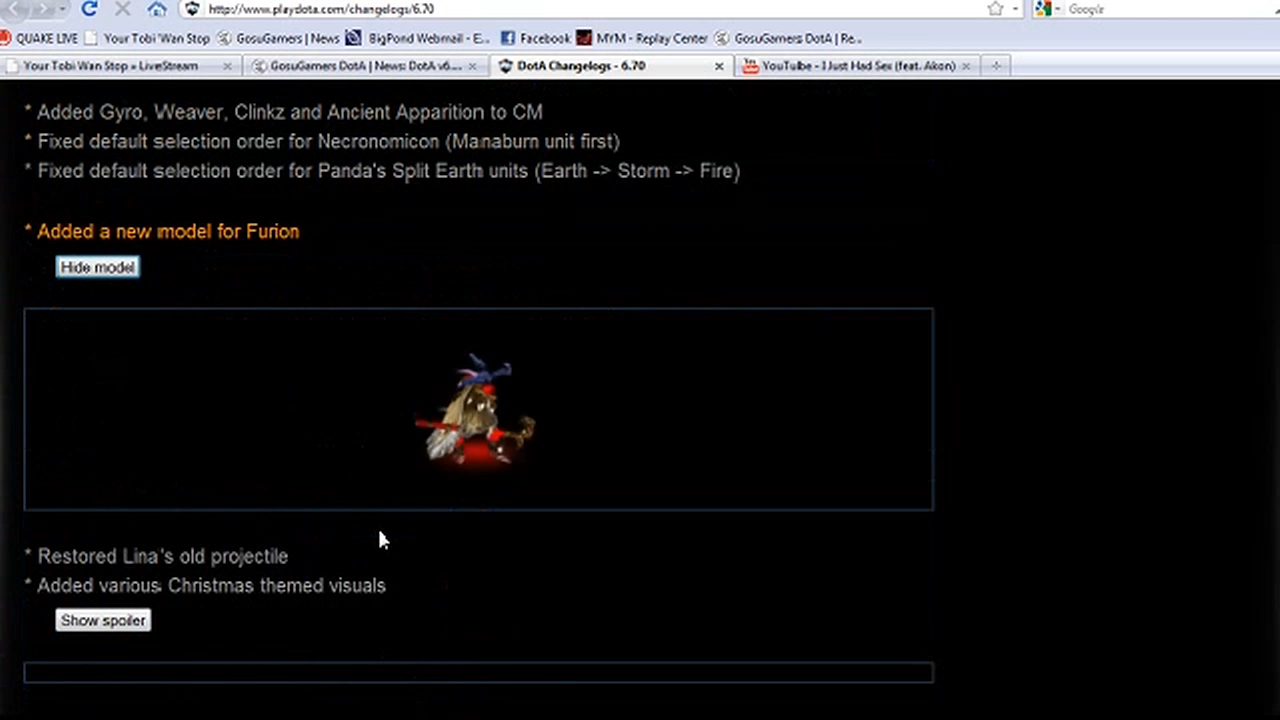 http://www.playdota.com/changelogs/6.70
Google
QUAKE LIVE
Your Tobi Wan Stop
GosuGamers | News
BigPond Webmail - E...
Facebook
MYM - Replay Center
GosuGamers DotA | Re...
Your Tobi Wan Stop » LiveStream
GosuGamers DotA | News: DotA v6....
DotA Changelogs - 6.70
YouTube - I Just Had Sex (feat. Akon)
* Added Gyro, Weaver, Clinkz and Ancient Apparition to CM
* Fixed default selection order for Necronomicon (Manaburn unit first)
* Fixed default selection order for Panda's Split Earth units (Earth -> Storm -> Fire)
* Added a new model for Furion
Hide model
* Restored Lina's old projectile
* Added various Christmas themed visuals
Show spoiler